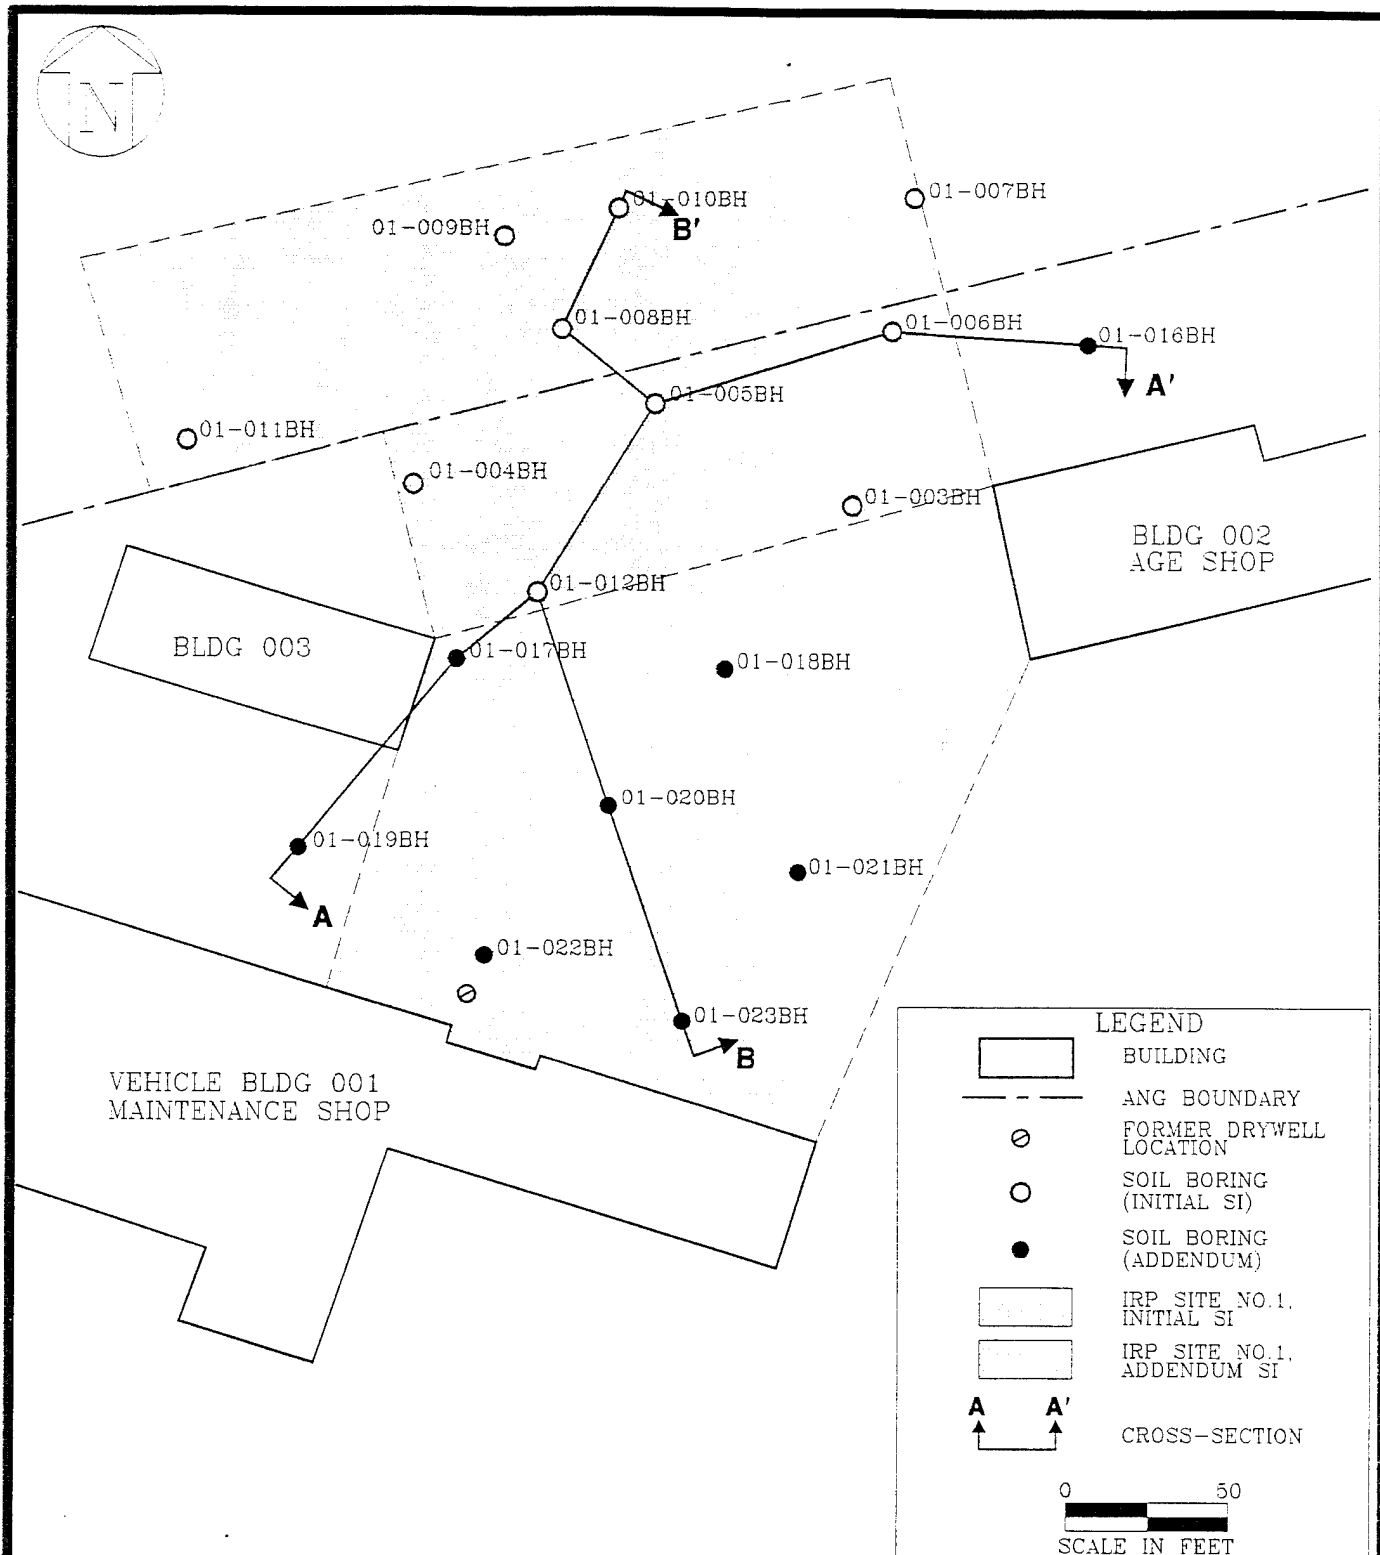 N
01-007BH
01-010BH
01-009BH
B'
01-008BH
01-006BH
01-016BH
A'
01-005BH
01-011BH
01-004BH
01-003BH
BLDG 002
AGE SHOP
01-012BH
BLDG 003
01-017BH
01-018BH
01-020BH
01-019BH
01-021BH
A
01-022BH
01-023BH
B
VEHICLE BLDG 001
MAINTENANCE SHOP
LEGEND
BUILDING
ANG BOUNDARY
FORMER DRYWELL
LOCATION
SOIL BORING
(INITIAL SI)
SOIL BORING
(ADDENDUM)
IRP SITE NO.1,
INITIAL SI
IRP SITE NO.1,
ADDENDUM SI
A A'
CROSS-SECTION
0 50
SCALE IN FEET